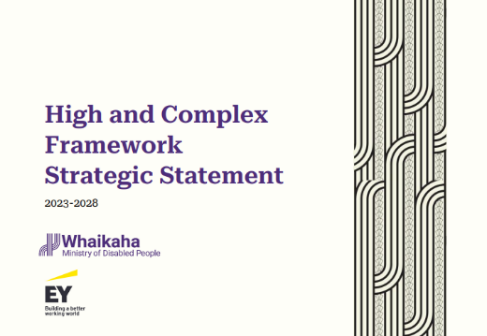 High and Complex
Framework
Strategic Statement
2023-2028
Whaikaha
Ministry of Disabled People
EY
Building a better
working world